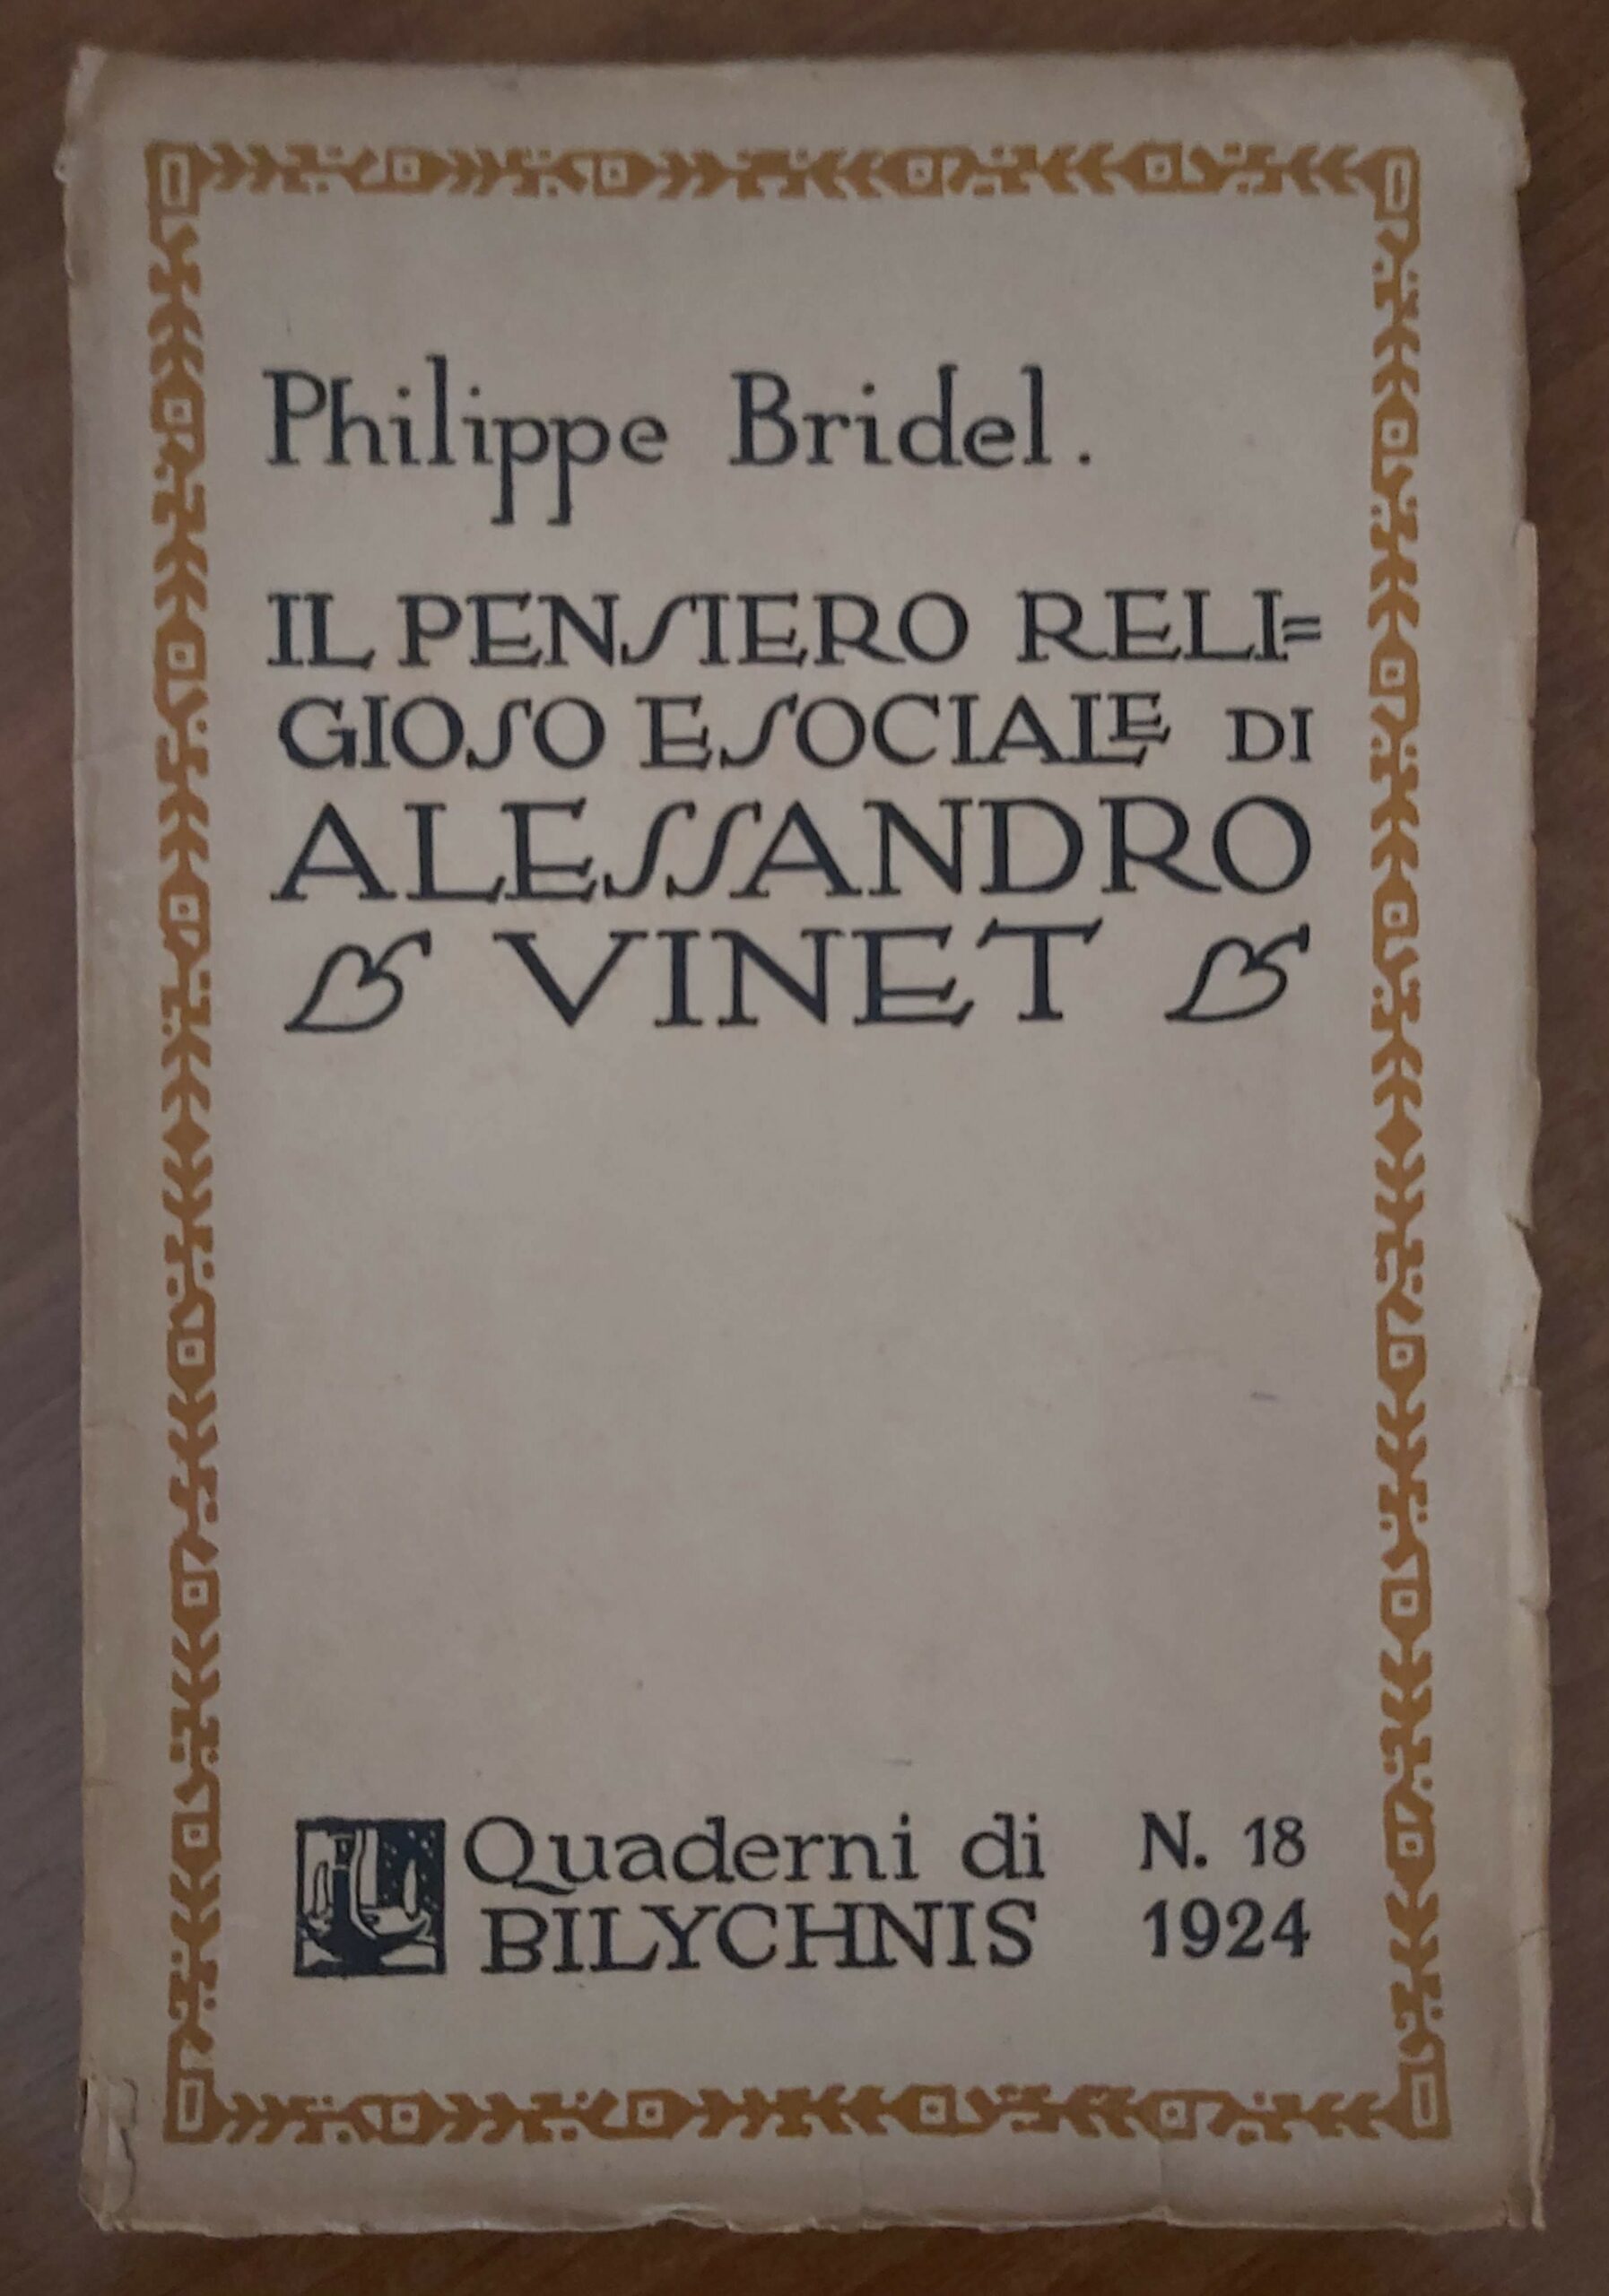 Philippe Bridel.
IL PENSIERO RELI=
GIOSO E SOCIALE DI
ALESSANDRO
VINET
Quaderni di N. 18
BILYCHNIS 1924